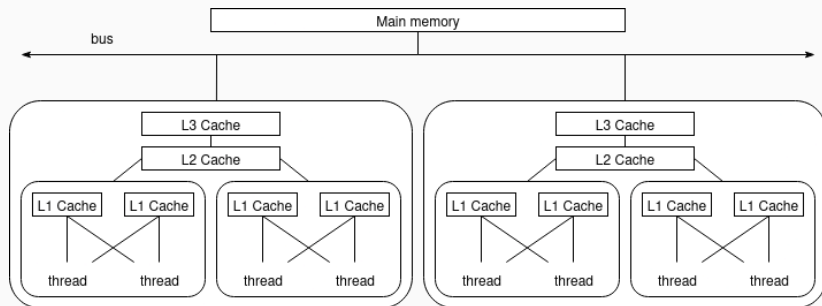 Main memory
bus
L3 Cache
L3 Cache
L2 Cache
L2 Cache
L1 Cache L1 Cache L1 Cache L1 Cache L1 Cache L1 Cache L1 Cache L1 Cache
thread thread thread thread thread thread thread thread